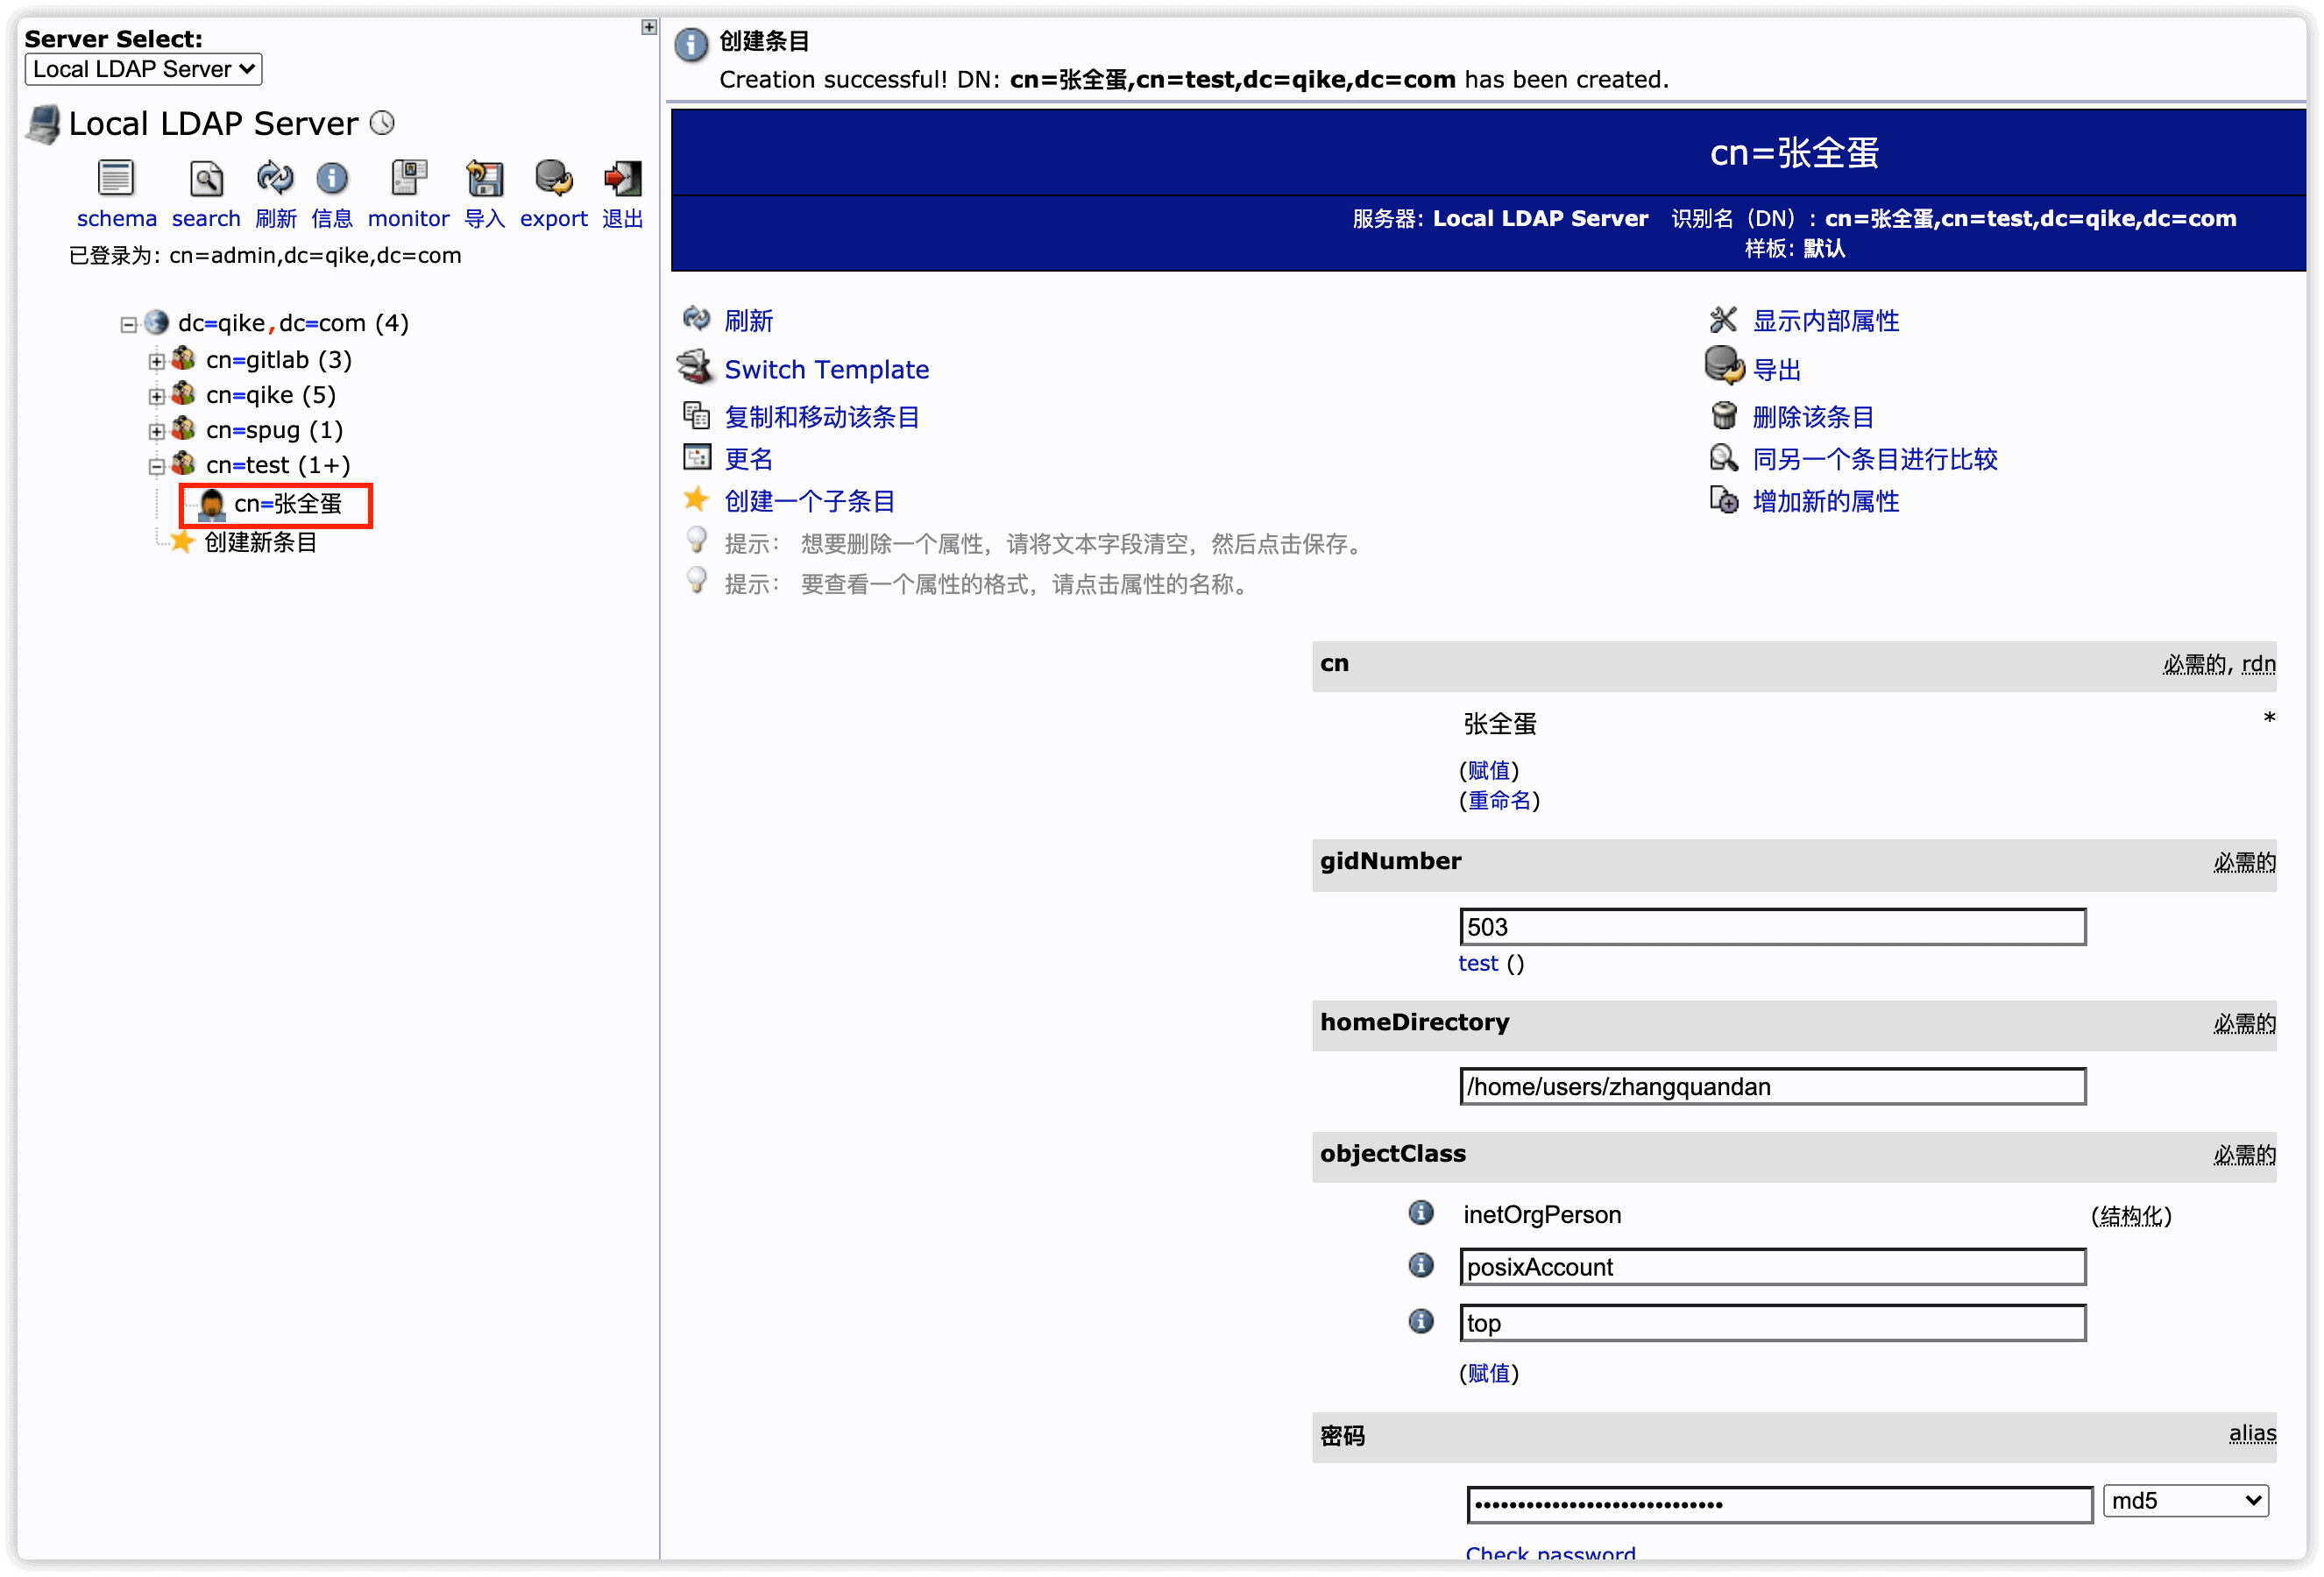 Server Select:
Local LDAP Server
Local LDAP Server
schema search 刷新 信息 monitor 导入 export 退出
已登录为: cn=admin,dc=qike,dc=com
dc=qike,dc=com (4)
cn=gitlab (3)
cn=qike (5)
cn=spug (1)
cn=test (1+)
cn=张全蛋
创建新条目
创建条目
Creation successful! DN: cn=张全蛋,cn=test,dc=qike,dc=com has been created.
cn=张全蛋
服务器: Local LDAP Server 识别名（DN）: cn=张全蛋,cn=test,dc=qike,dc=com
样板: 默认
刷新
显示内部属性
Switch Template
导出
复制和移动该条目
删除该条目
更名
同另一个条目进行比较
创建一个子条目
增加新的属性
提示： 想要删除一个属性，请将文本字段清空，然后点击保存。
提示： 要查看一个属性的格式，请点击属性的名称。
cn 必需的, rdn
张全蛋 *
(赋值)
(重命名)
gidNumber 必需的
503
test ()
homeDirectory 必需的
/home/users/zhangquandan
objectClass 必需的
inetOrgPerson (结构化)
posixAccount
top
(赋值)
密码 alias
md5
Check password